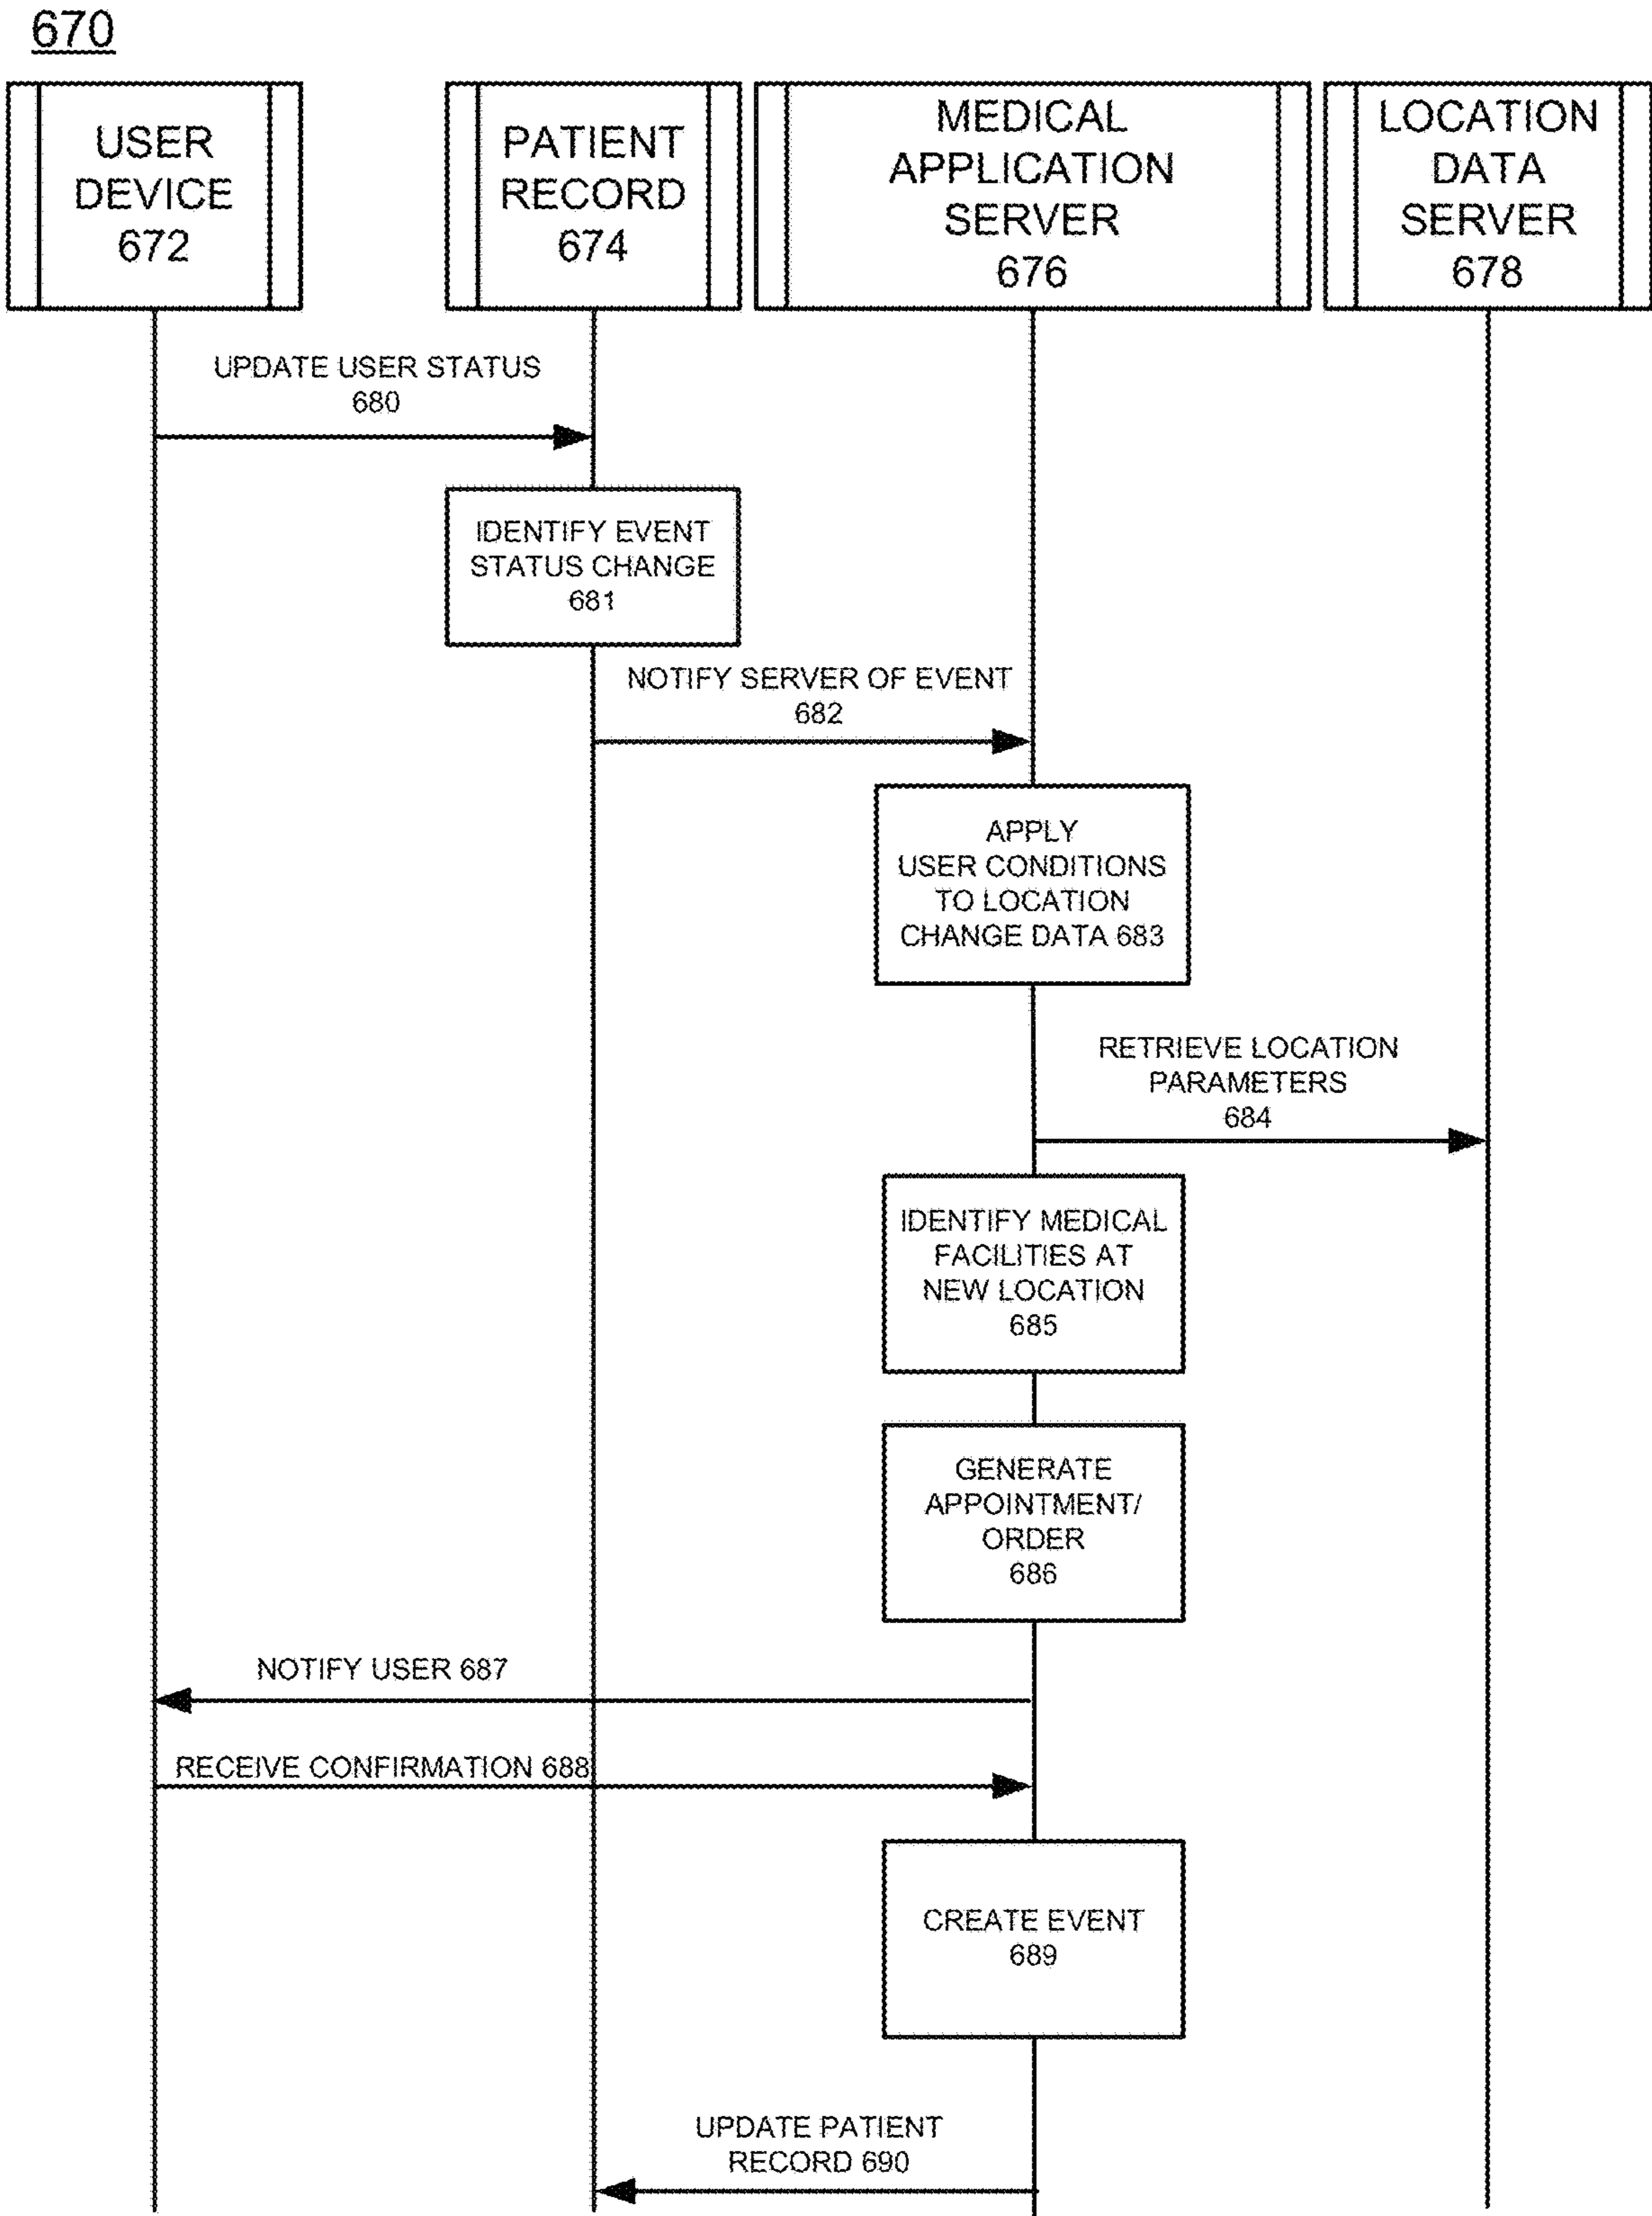 670
USER
DEVICE
672
PATIENT
RECORD
674
MEDICAL
APPLICATION
SERVER
676
LOCATION
DATA
SERVER
678
UPDATE USER STATUS
680
IDENTIFY EVENT
STATUS CHANGE
681
NOTIFY SERVER OF EVENT
682
APPLY
USER CONDITIONS
TO LOCATION
CHANGE DATA 683
RETRIEVE LOCATION
PARAMETERS
684
IDENTIFY MEDICAL
FACILITIES AT
NEW LOCATION
685
GENERATE
APPOINTMENT/
ORDER
686
NOTIFY USER 687
RECEIVE CONFIRMATION 688
CREATE EVENT
689
UPDATE PATIENT
RECORD 690